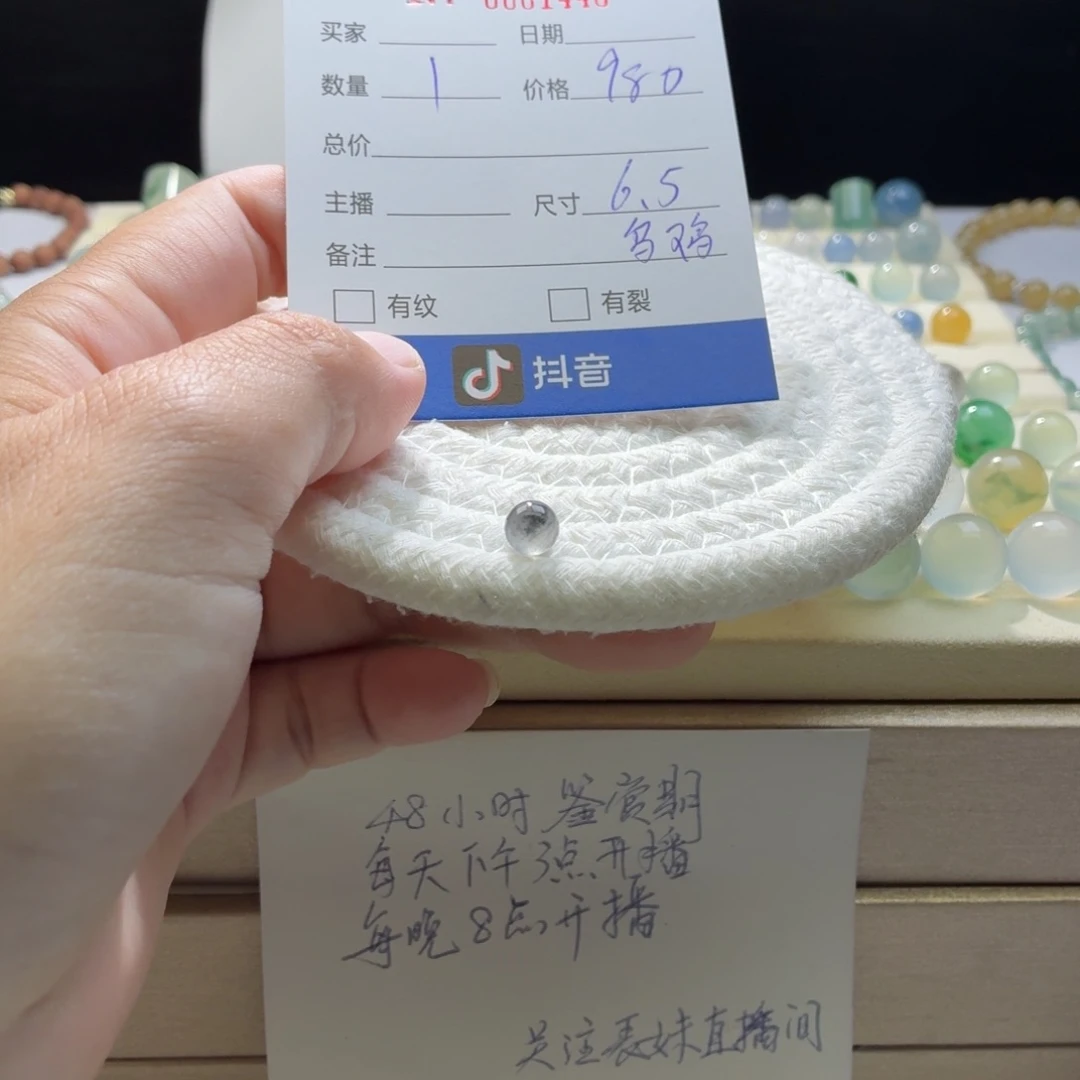 买家 日期
数量 1 价格 980
总价
主播 尺寸 6.5
备注 乌鸡
有纹 有裂
抖音
48小时鉴赏期
每天下午3点开播
每晚8点开播
关注表妹直播间